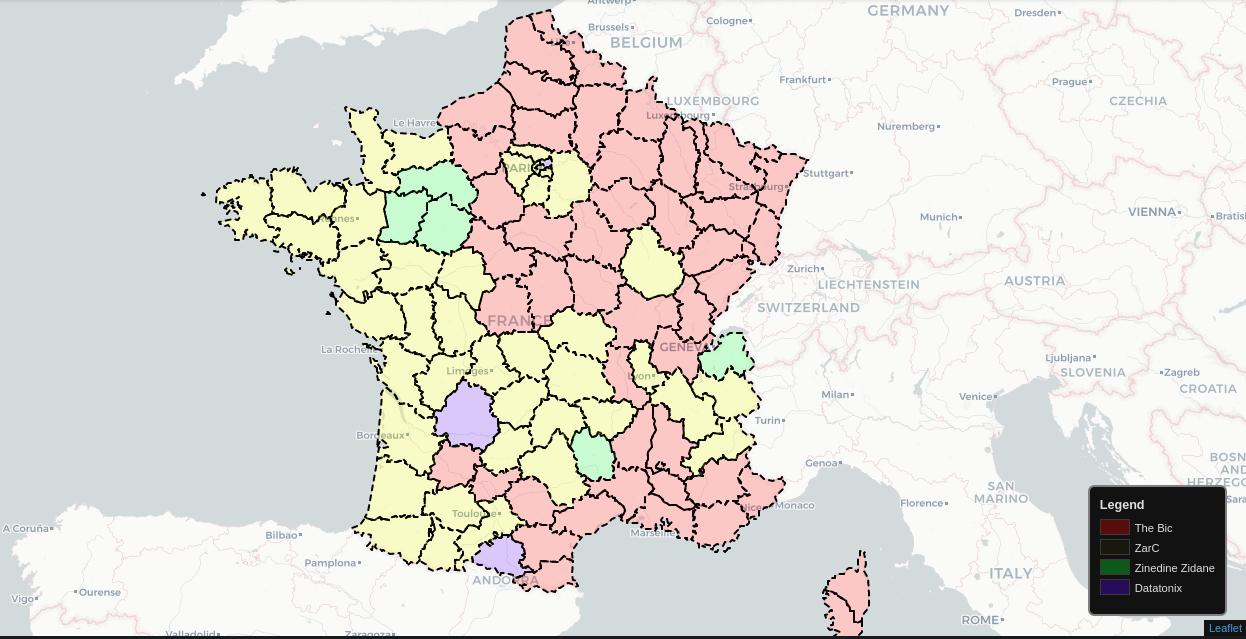 Antwerp
Cologne
GERMANY
Dresden
Brussels
BELGIUM
Frankfurt
Prague
LUXEMBOURG
CZECHIA
Le Havre
Luxembourg
Nuremberg
PARIS
Stuttgart
Strasbourg
Rennes
Munich
VIENNA
Zurich
LIECHTENSTEIN
AUSTRIA
SWITZERLAND
FRANCE
La Rochelle
GENEVA
Ljubljana
SLOVENIA
Zagreb
CROATIA
Limoges
Lyon
Milan
Venice
Turin
Bordeaux
Genoa
Nice
Monaco
SAN
MARINO
Florence
Toulouse
Marseille
A Coruña
Bilbao
Pamplona
ANDORRA
Ourense
Vigo
Valladolid
Zaragoza
ITALY
ROME
Legend
The Bic
ZarC
Zinedine Zidane
Datatonix
Leaflet